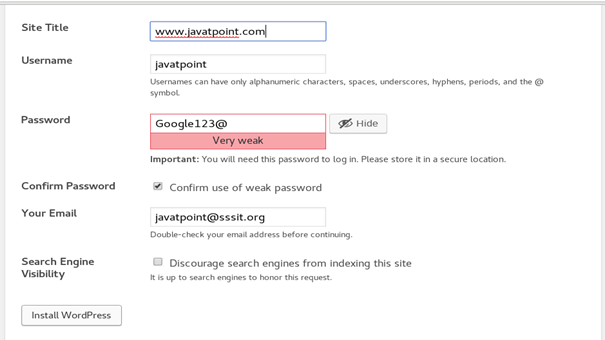 Site Title
www.javatpoint.com
Username
javatpoint
Usernames can have only alphanumeric characters, spaces, underscores, hyphens, periods, and the @
symbol.
Password
Google123@
Hide
Very weak
Important: You will need this password to log in. Please store it in a secure location.
Confirm Password
Confirm use of weak password
Your Email
javatpoint@sssit.org
Double-check your email address before continuing.
Search Engine
Visibility
Discourage search engines from indexing this site
It is up to search engines to honor this request.
Install WordPress